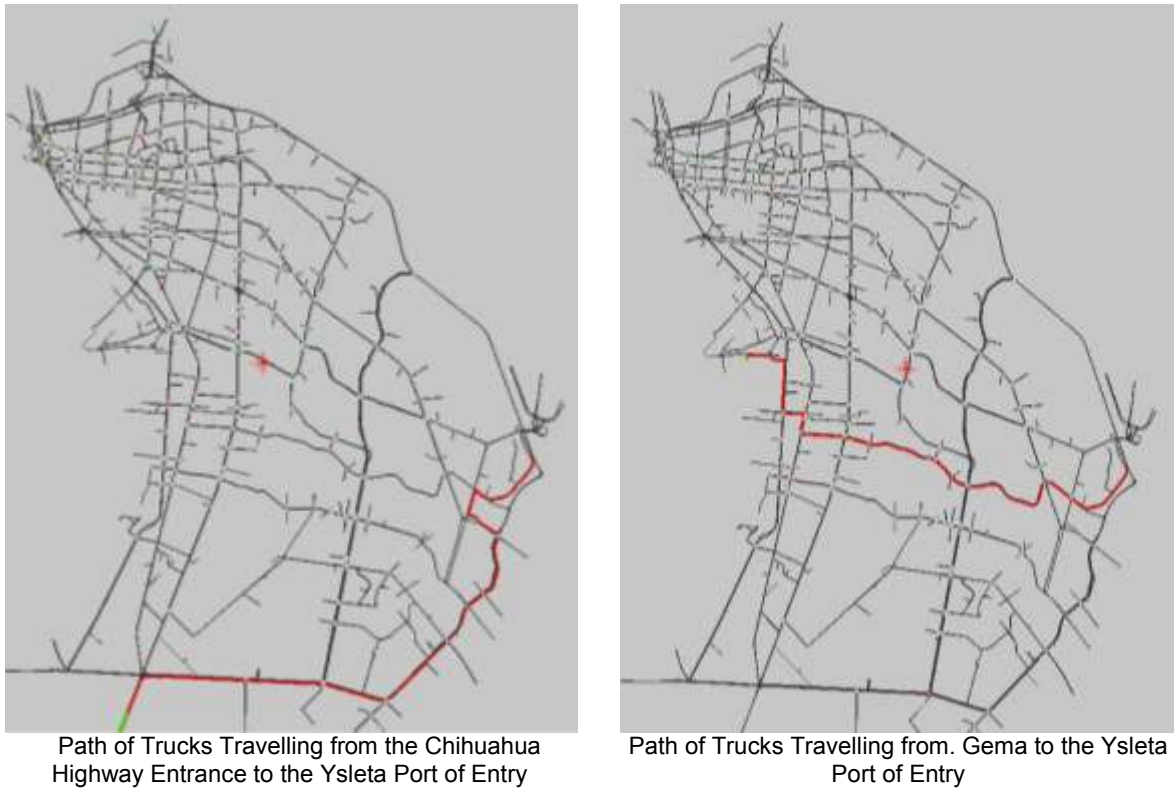 Path of Trucks Travelling from the Chihuahua
Highway Entrance to the Ysleta Port of Entry
Path of Trucks Travelling from. Gema to the Ysleta
Port of Entry